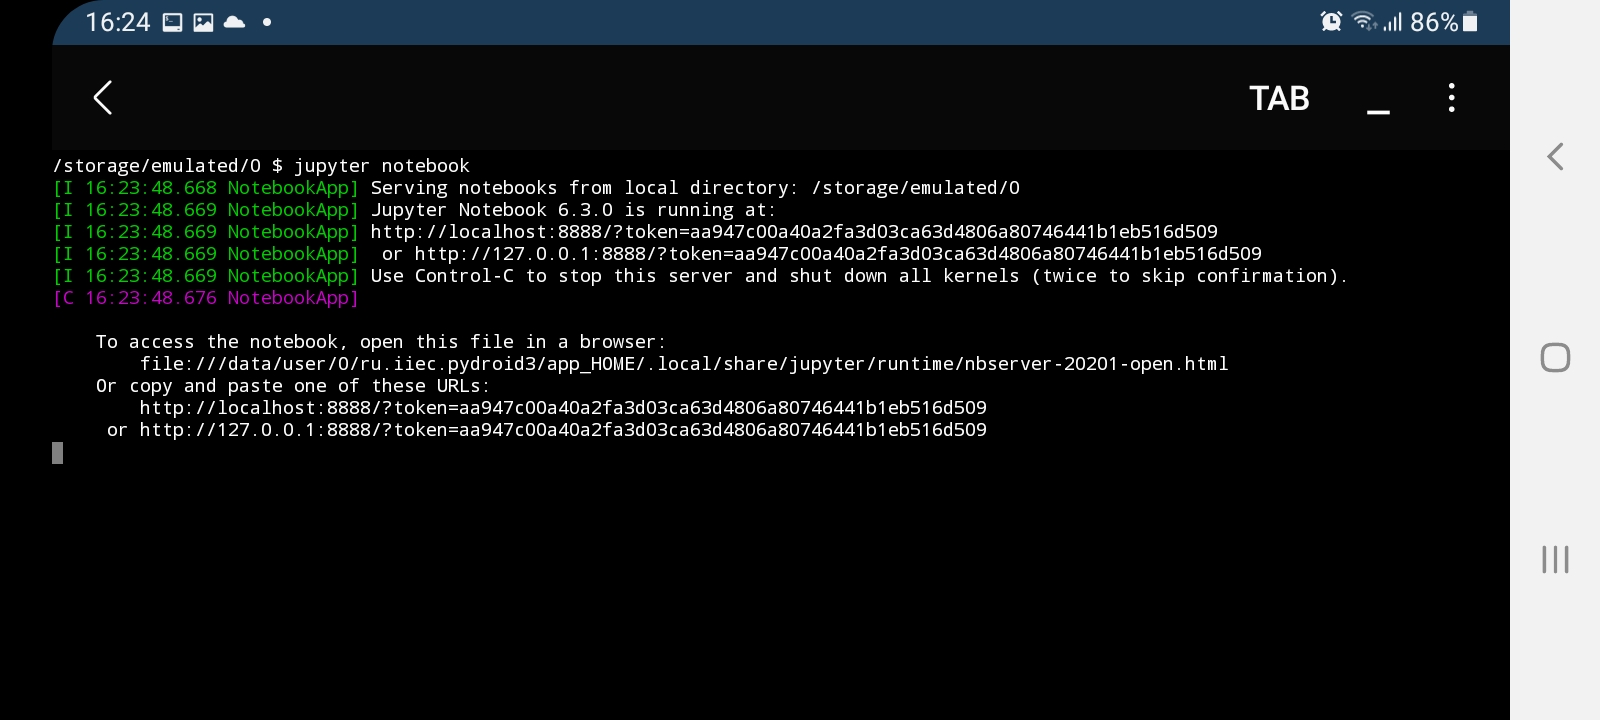 16:24 86%
TAB
/storage/emulated/0 $ jupyter notebook
[I 16:23:48.668 NotebookApp] Serving notebooks from local directory: /storage/emulated/0
[I 16:23:48.669 NotebookApp] Jupyter Notebook 6.3.0 is running at:
[I 16:23:48.669 NotebookApp] http://localhost:8888/?token=aa947c00a40a2fa3d03ca63d4806a80746441b1eb516d509
[I 16:23:48.669 NotebookApp]  or http://127.0.0.1:8888/?token=aa947c00a40a2fa3d03ca63d4806a80746441b1eb516d509
[I 16:23:48.669 NotebookApp] Use Control-C to stop this server and shut down all kernels (twice to skip confirmation).
[C 16:23:48.676 NotebookApp]
To access the notebook, open this file in a browser:
file:///data/user/0/ru.iiec.pydroid3/app_HOME/.local/share/jupyter/runtime/nbserver-20201-open.html
Or copy and paste one of these URLs:
http://localhost:8888/?token=aa947c00a40a2fa3d03ca63d4806a80746441b1eb516d509
or http://127.0.0.1:8888/?token=aa947c00a40a2fa3d03ca63d4806a80746441b1eb516d509